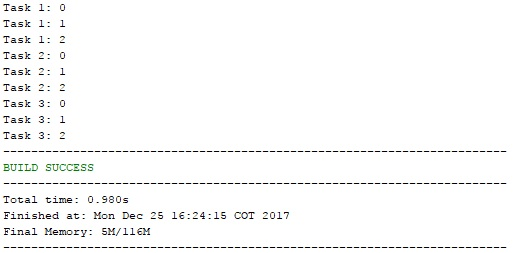 Task 1: 0
Task 1: 1
Task 1: 2
Task 2: 0
Task 2: 1
Task 2: 2
Task 3: 0
Task 3: 1
Task 3: 2
------------------------------------------------------------------------
BUILD SUCCESS
------------------------------------------------------------------------
Total time: 0.980s
Finished at: Mon Dec 25 16:24:15 COT 2017
Final Memory: 5M/116M
------------------------------------------------------------------------